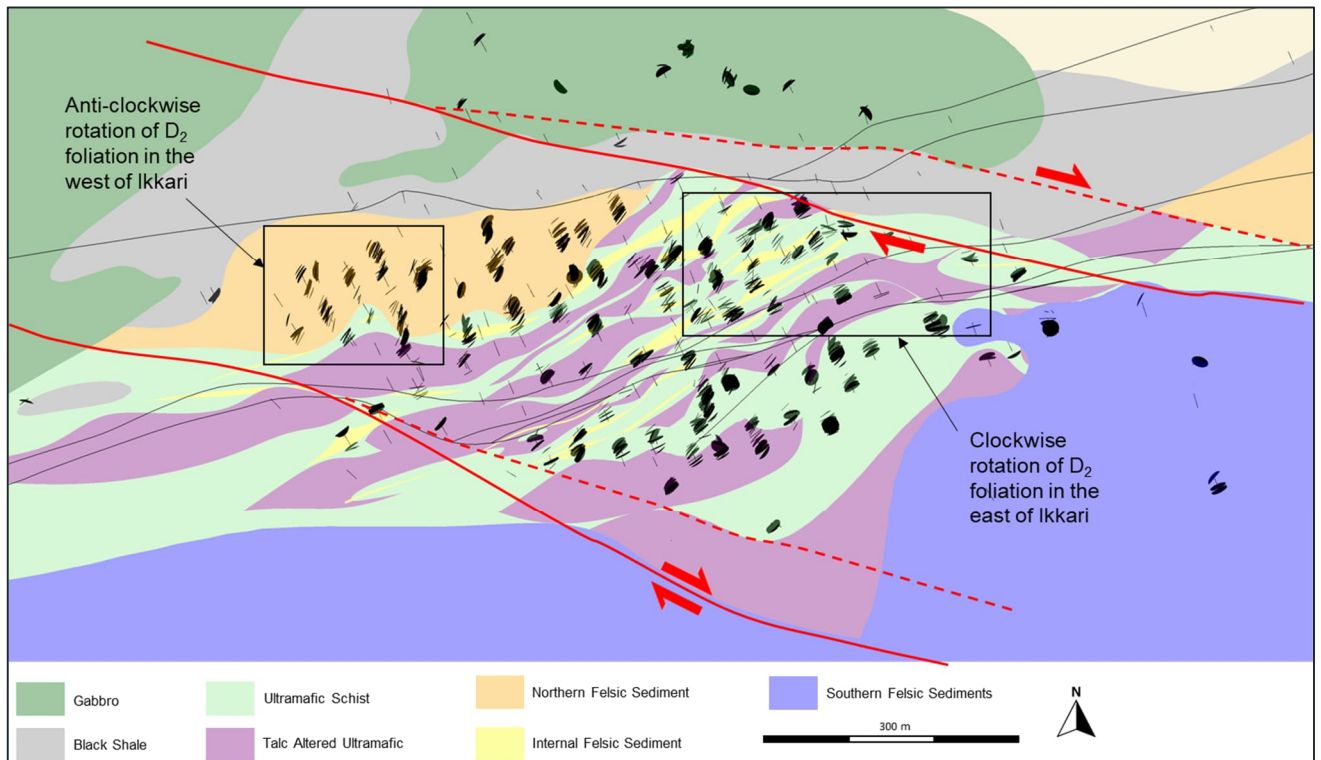 Anti-clockwise
rotation of D₂
foliation in the
west of Ikkari
Clockwise
rotation of D₂
foliation in the
east of Ikkari
Gabbro
Ultramafic Schist
Northern Felsic Sediment
Southern Felsic Sediments
Black Shale
Talc Altered Ultramafic
Internal Felsic Sediment
300 m
N